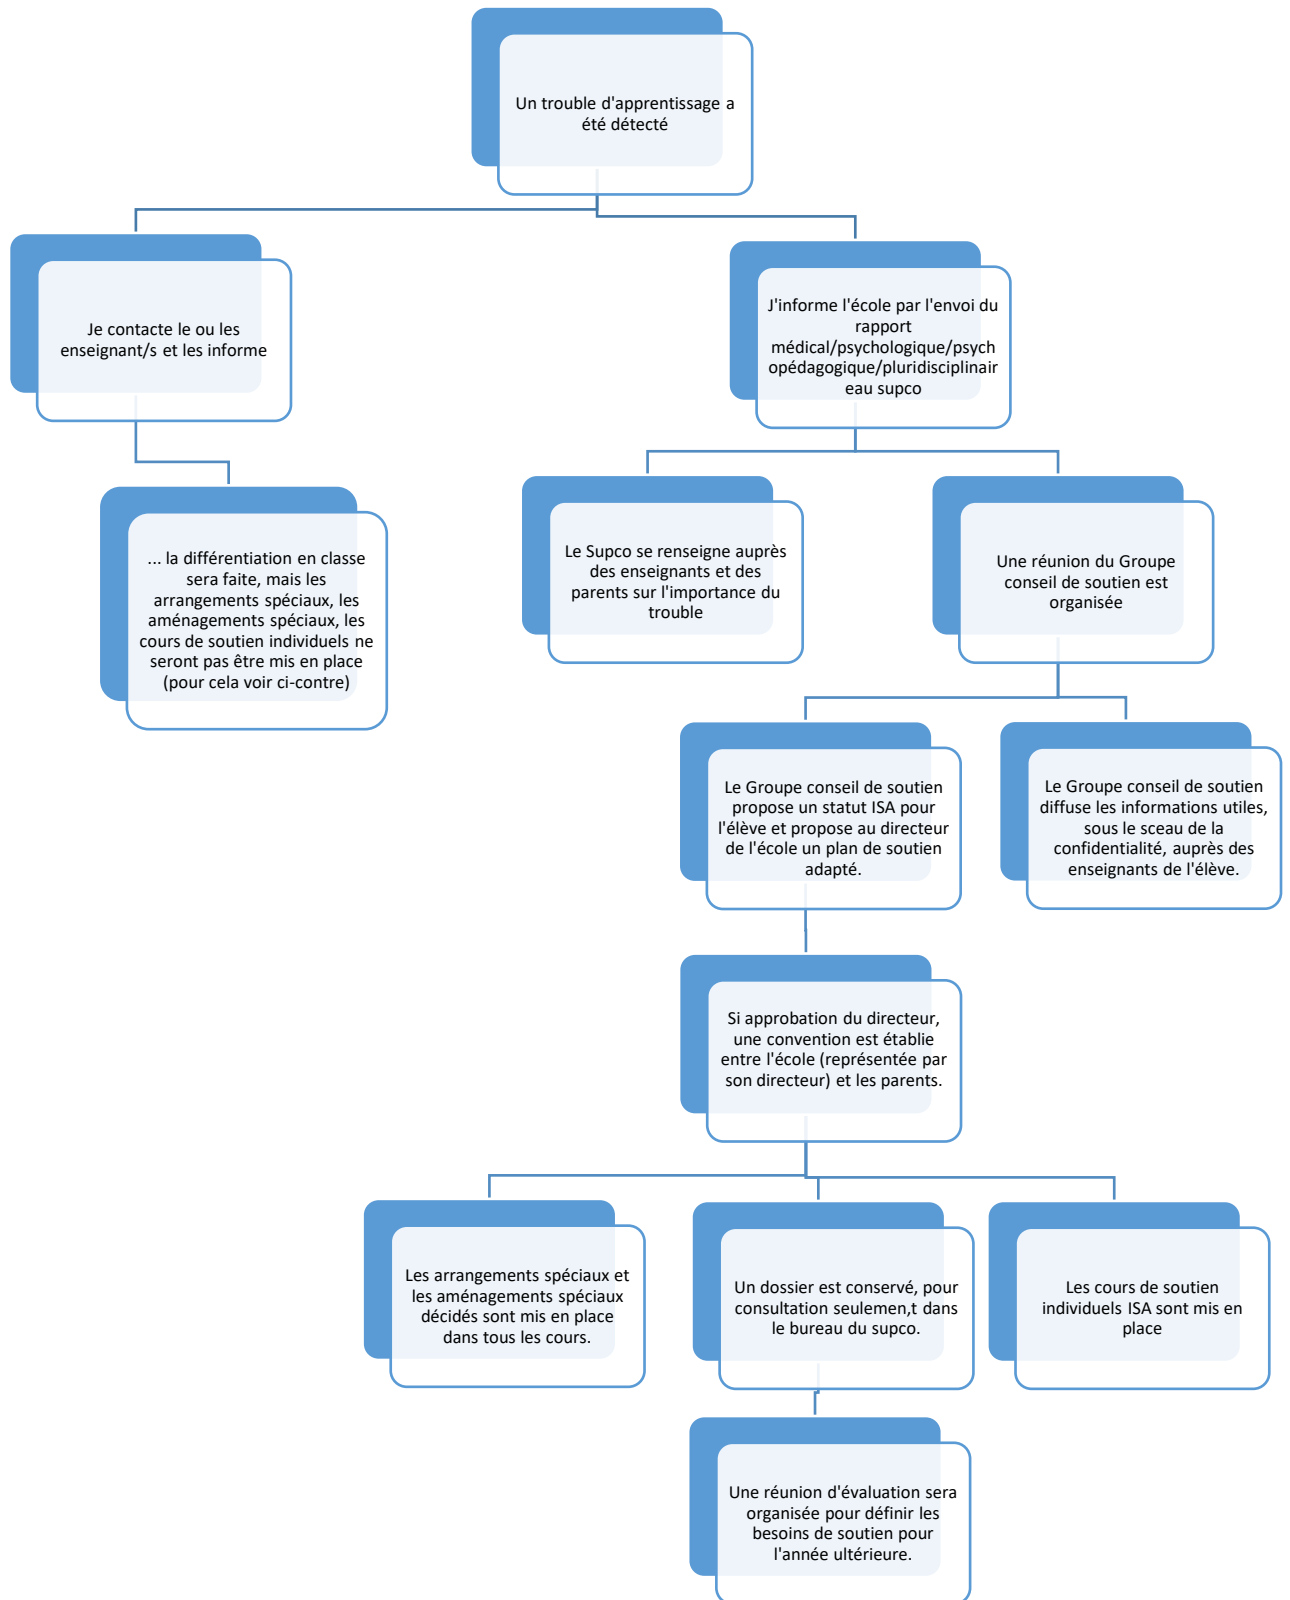 Un trouble d'apprentissage a
été détecté
Je contacte le ou les
enseignant/s et les informe
J'informe l'école par l'envoi du
rapport
médical/psychologique/psych
opédagogique/pluridisciplinair
eau supco
... la différentiation en classe
sera faite, mais les
arrangements spéciaux, les
aménagements spéciaux, les
cours de soutien individuels ne
seront pas être mis en place
(pour cela voir ci-contre)
Le Supco se renseigne auprès
des enseignants et des
parents sur l'importance du
trouble
Une réunion du Groupe
conseil de soutien est
organisée
Le Groupe conseil de soutien
propose un statut ISA pour
l'élève et propose au directeur
de l'école un plan de soutien
adapté.
Le Groupe conseil de soutien
diffuse les informations utiles,
sous le sceau de la
confidentialité, auprès des
enseignants de l'élève.
Si approbation du directeur,
une convention est établie
entre l'école (représentée par
son directeur) et les parents.
Les arrangements spéciaux et
les aménagements spéciaux
décidés sont mis en place
dans tous les cours.
Un dossier est conservé, pour
consultation seulemen,t dans
le bureau du supco.
Les cours de soutien
individuels ISA sont mis en
place
Une réunion d'évaluation sera
organisée pour définir les
besoins de soutien pour
l'année ultérieure.